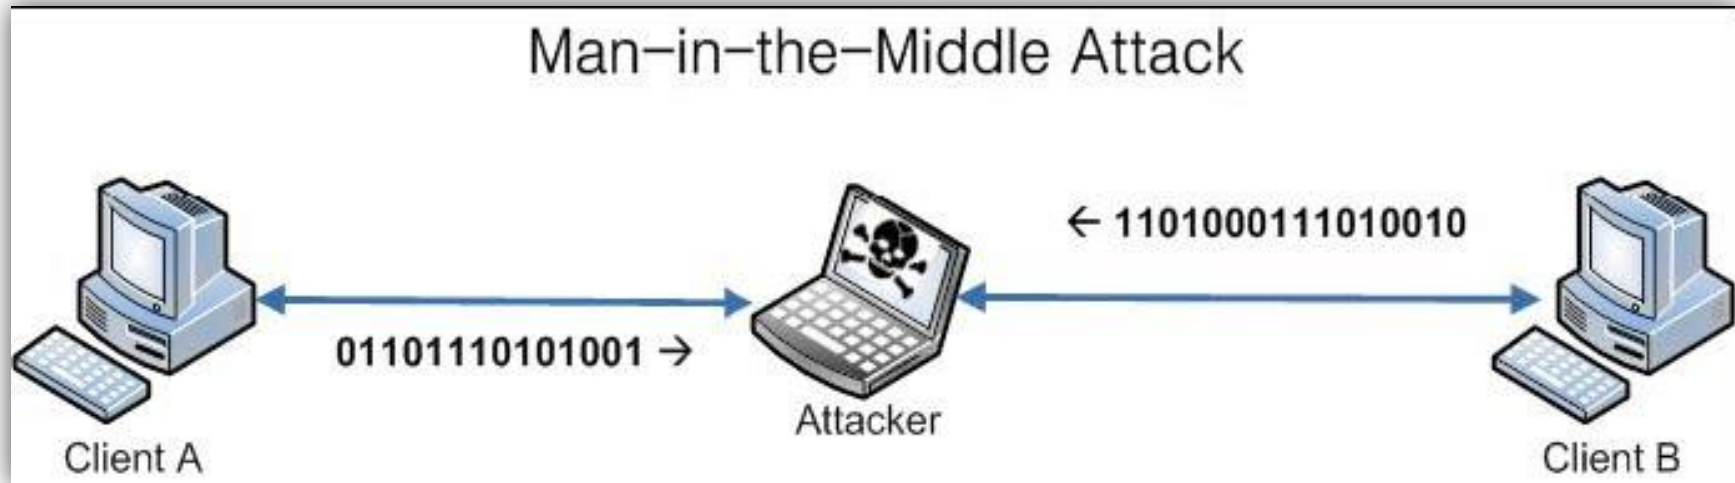 Man-in-the-Middle Attack
← 1101000111010010
01101110101001 →
Attacker
Client A
Client B